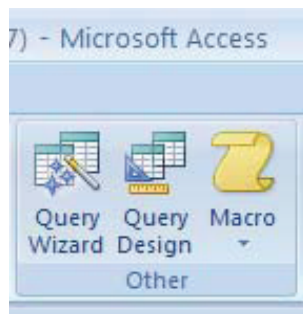 7) - Microsoft Access
Query Wizard
Query Design
Macro
Other